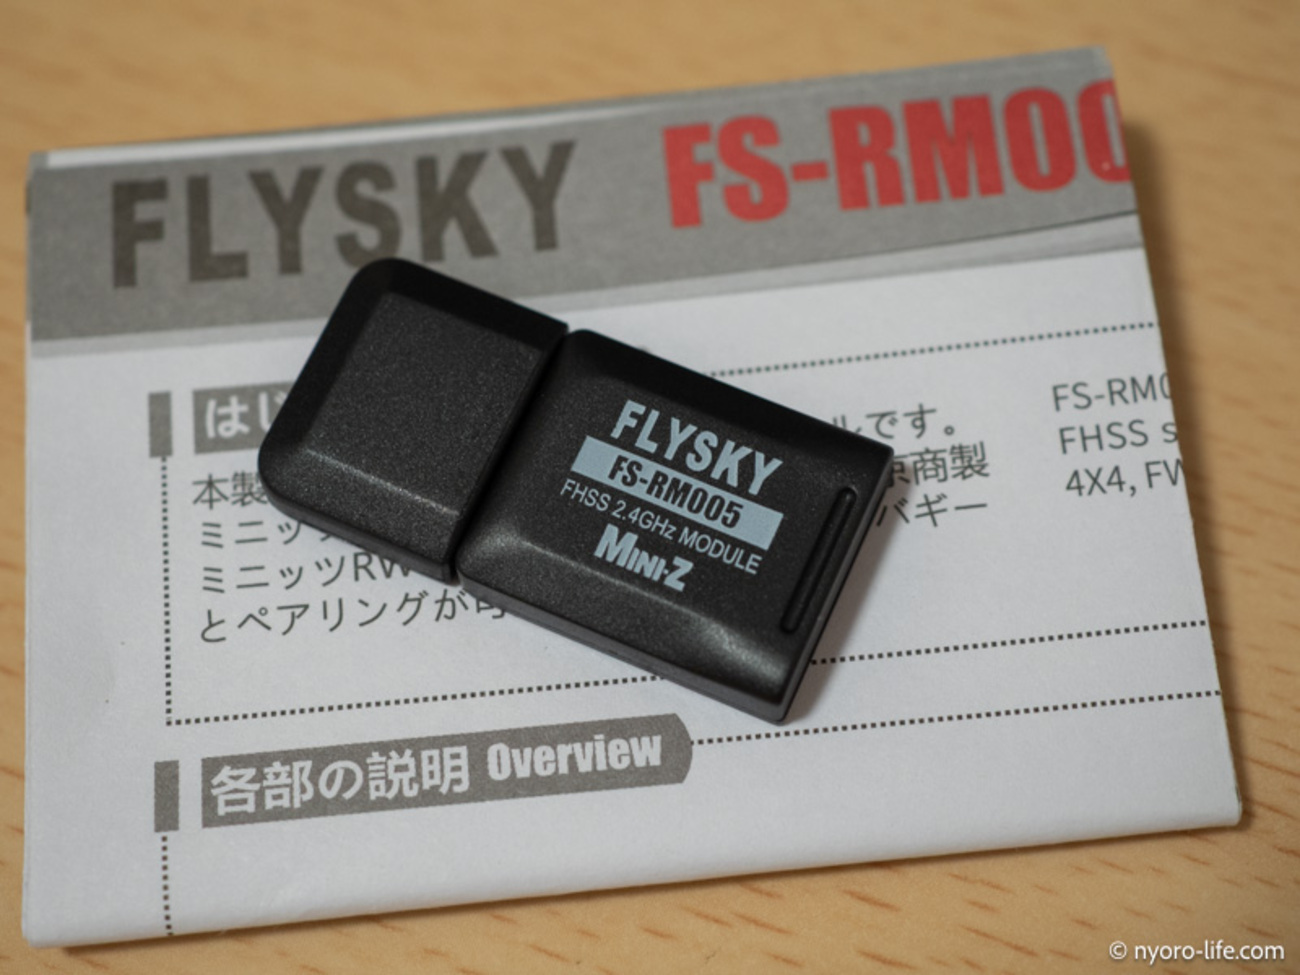 FLYSKY FS-RM00
はじ
本製
ルです。
京商製
ミニッ
バギー
ミニッツRW
とペアリングが可
FS-RM0
FHSS s
4X4, FW
FLYSKY
FS-RM005
FHSS 2.4GHz MODULE
MINI-Z
各部の説明 Overview
© nyoro-life.com